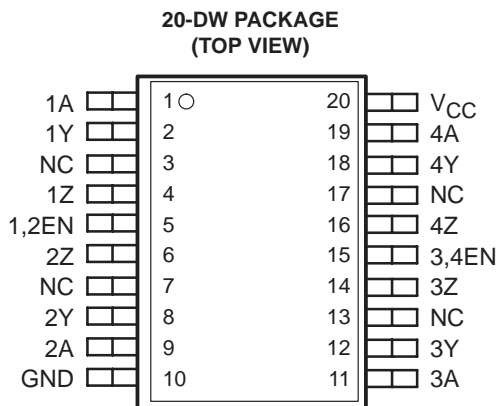 20-DW PACKAGE
(TOP VIEW)
1A 1 20 VCC
1Y 2 19 4A
NC 3 18 4Y
1Z 4 17 NC
1,2EN 5 16 4Z
2Z 6 15 3,4EN
NC 7 14 3Z
2Y 8 13 NC
2A 9 12 3Y
GND 10 11 3A